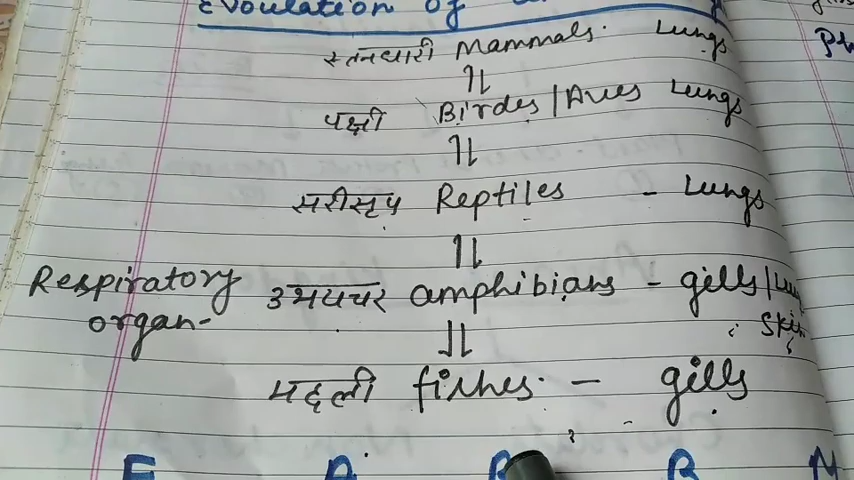 Evoulation of
स्तनधारी Mammals. Lungs
पक्षी Birdes/Aves Lungs
सरीसृप Reptiles - Lungs
Respiratory organ-
उभयचर amphibians - gills/Lu
Skin
मछली fishes. - gills
F A R B M